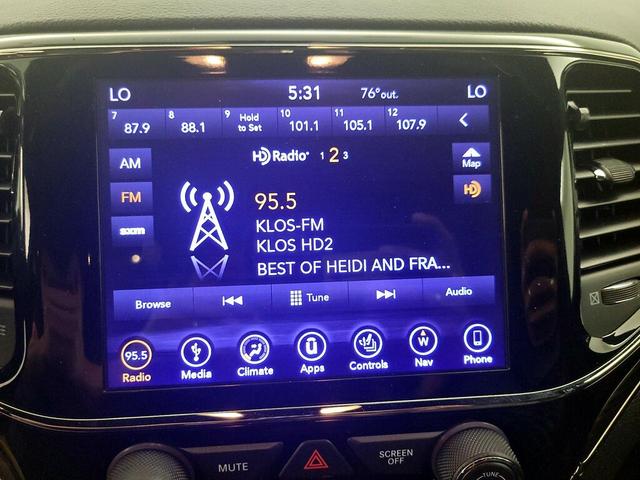 LO 5:31 76°out. LO
7 87.9 8 88.1 9 Hold to Set 10 101.1 11 105.1 12 107.9
AM HD Radio 1 2 3 Map
FM HD
95.5
sxm KLOS-FM
KLOS HD2
BEST OF HEIDI AND FRA...
Browse Tune Audio
95.5 W
Radio Media Climate Apps Controls Nav Phone
MUTE SCREEN OFF
TUNE